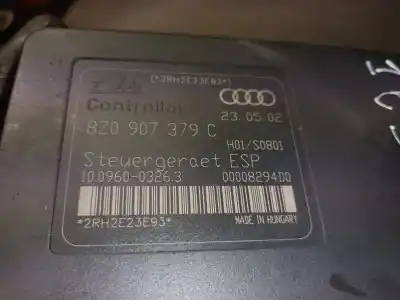 (*2RH2E23E93*)
Controller
23.05.02
8Z0 907 379 C
H01/S0801
Steuergeraet ESP
10.0960-0326.3 00008294D0
*2RH2E23E93*
MADE IN HUNGARY